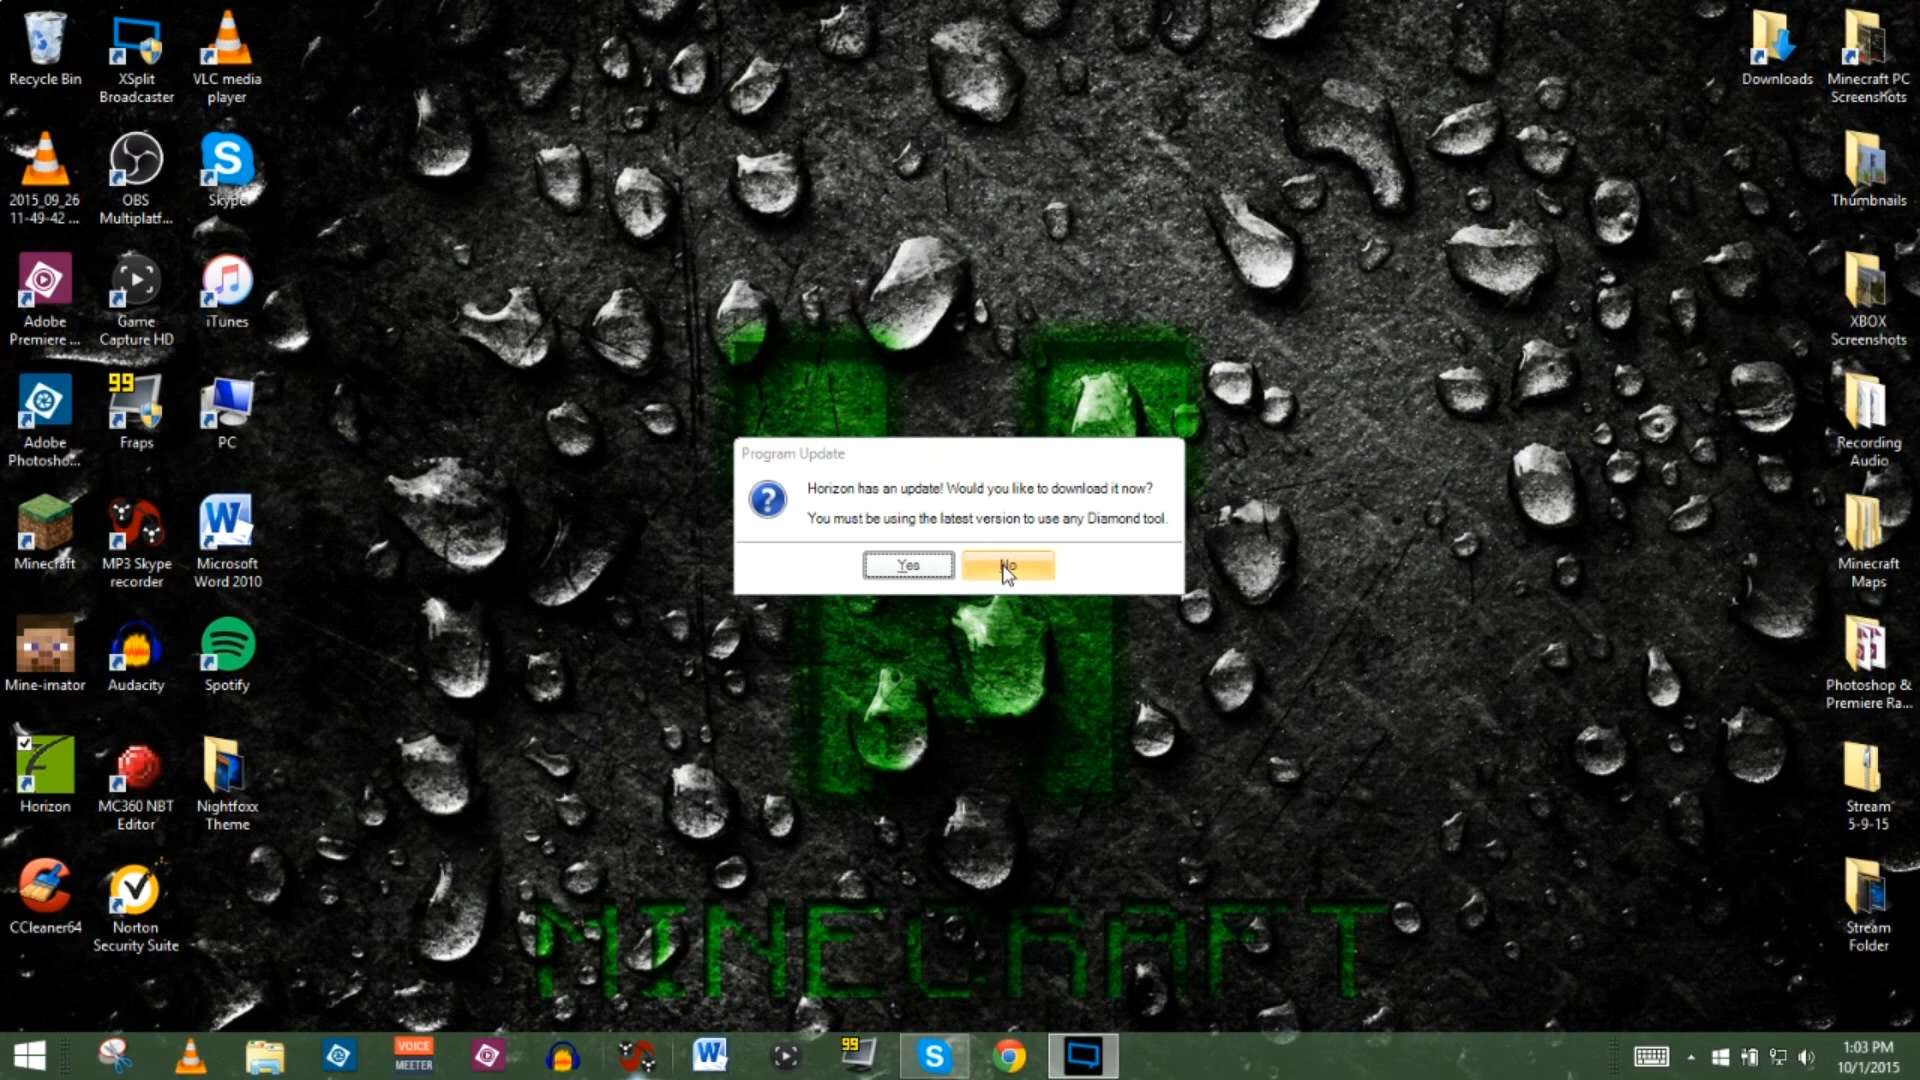 Recycle Bin
XSplit
Broadcaster
VLC media
player
2015_09_26
11-49-42 ...
OBS
Multiplatf...
Skype
Adobe
Premiere ...
Game
Capture HD
iTunes
Adobe
Photosho...
99
Fraps
PC
Minecraft
MP3 Skype
recorder
Microsoft
Word 2010
Mine-imator
Audacity
Spotify
Horizon
MC360 NBT
Editor
Nightfoxx
Theme
CCleaner64
Norton
Security Suite
Program Update
Horizon has an update! Would you like to download it now?
You must be using the latest version to use any Diamond tool.
Yes
No
MINECRAFT
Downloads
Minecraft PC
Screenshots
Thumbnails
XBOX
Screenshots
Recording
Audio
Minecraft
Maps
Photoshop &
Premiere Ra...
Stream
5-9-15
Stream
Folder
VOICE
MEETER
99
1:03 PM
10/1/2015